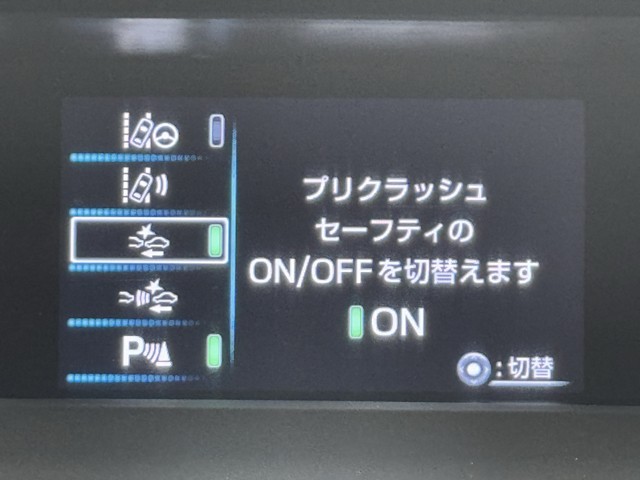 プリクラッシュ
セーフティの
ON/OFFを切替えます
ON
P
:切替